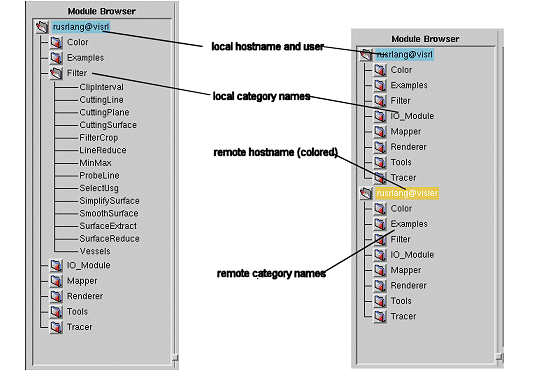 Module Browser
rusrlang@visrl
Color
Examples
Filter
ClipInterval
CuttingLine
CuttingPlane
CuttingSurface
FilterCrop
LineReduce
MinMax
ProbeLine
SelectUsg
SimplifySurface
SmoothSurface
SurfaceExtract
SurfaceReduce
Vessels
IO_Module
Mapper
Renderer
Tools
Tracer
local hostname and user
local category names
remote hostname (colored)
remote category names
Module Browser
rusrlang@visrl
Color
Examples
Filter
IO_Module
Mapper
Renderer
Tools
Tracer
rusrlang@visier
Color
Examples
Filter
IO_Module
Mapper
Renderer
Tools
Tracer